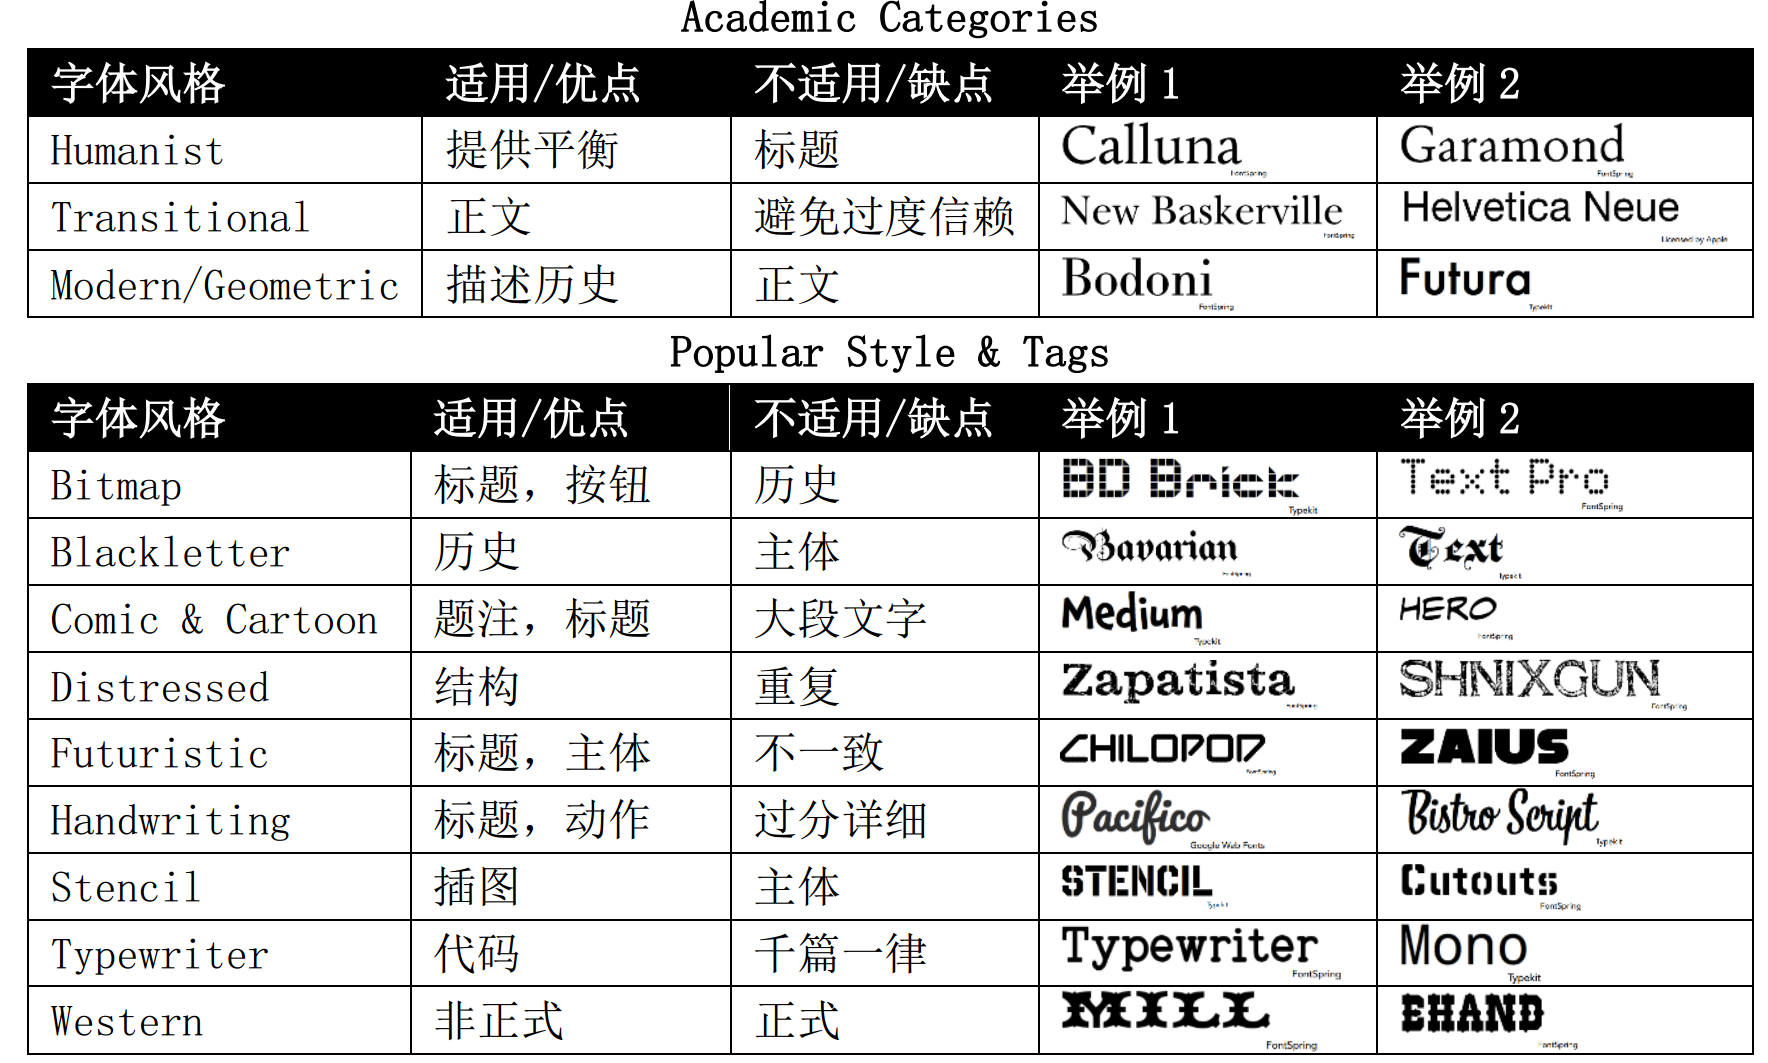 Academic Categories
字体风格 适用/优点 不适用/缺点 举例 1 举例 2
Humanist 提供平衡 标题 Calluna FontSpring Garamond FontSpring
Transitional 正文 避免过度信赖 New Baskerville FontSpring Helvetica Neue Licensed by Apple
Modern/Geometric 描述历史 正文 Bodoni FontSpring Futura Typekit
Popular Style & Tags
字体风格 适用/优点 不适用/缺点 举例 1 举例 2
Bitmap 标题，按钮 历史 BD Brick Typekit Text Pro FontSpring
Blackletter 历史 主体 Bavarian FontSpring Text Typekit
Comic & Cartoon 题注，标题 大段文字 Medium Typekit HERO FontSpring
Distressed 结构 重复 Zapatista FontSpring SHNIXGUN FontSpring
Futuristic 标题，主体 不一致 CHILOPOD FontSpring ZAIUS FontSpring
Handwriting 标题，动作 过分详细 Pacifico Google Web Fonts Bistro Script Typekit
Stencil 插图 主体 STENCIL Typekit Cutouts FontSpring
Typewriter 代码 千篇一律 Typewriter FontSpring Mono Typekit
Western 非正式 正式 MILL FontSpring EHAND FontSpring